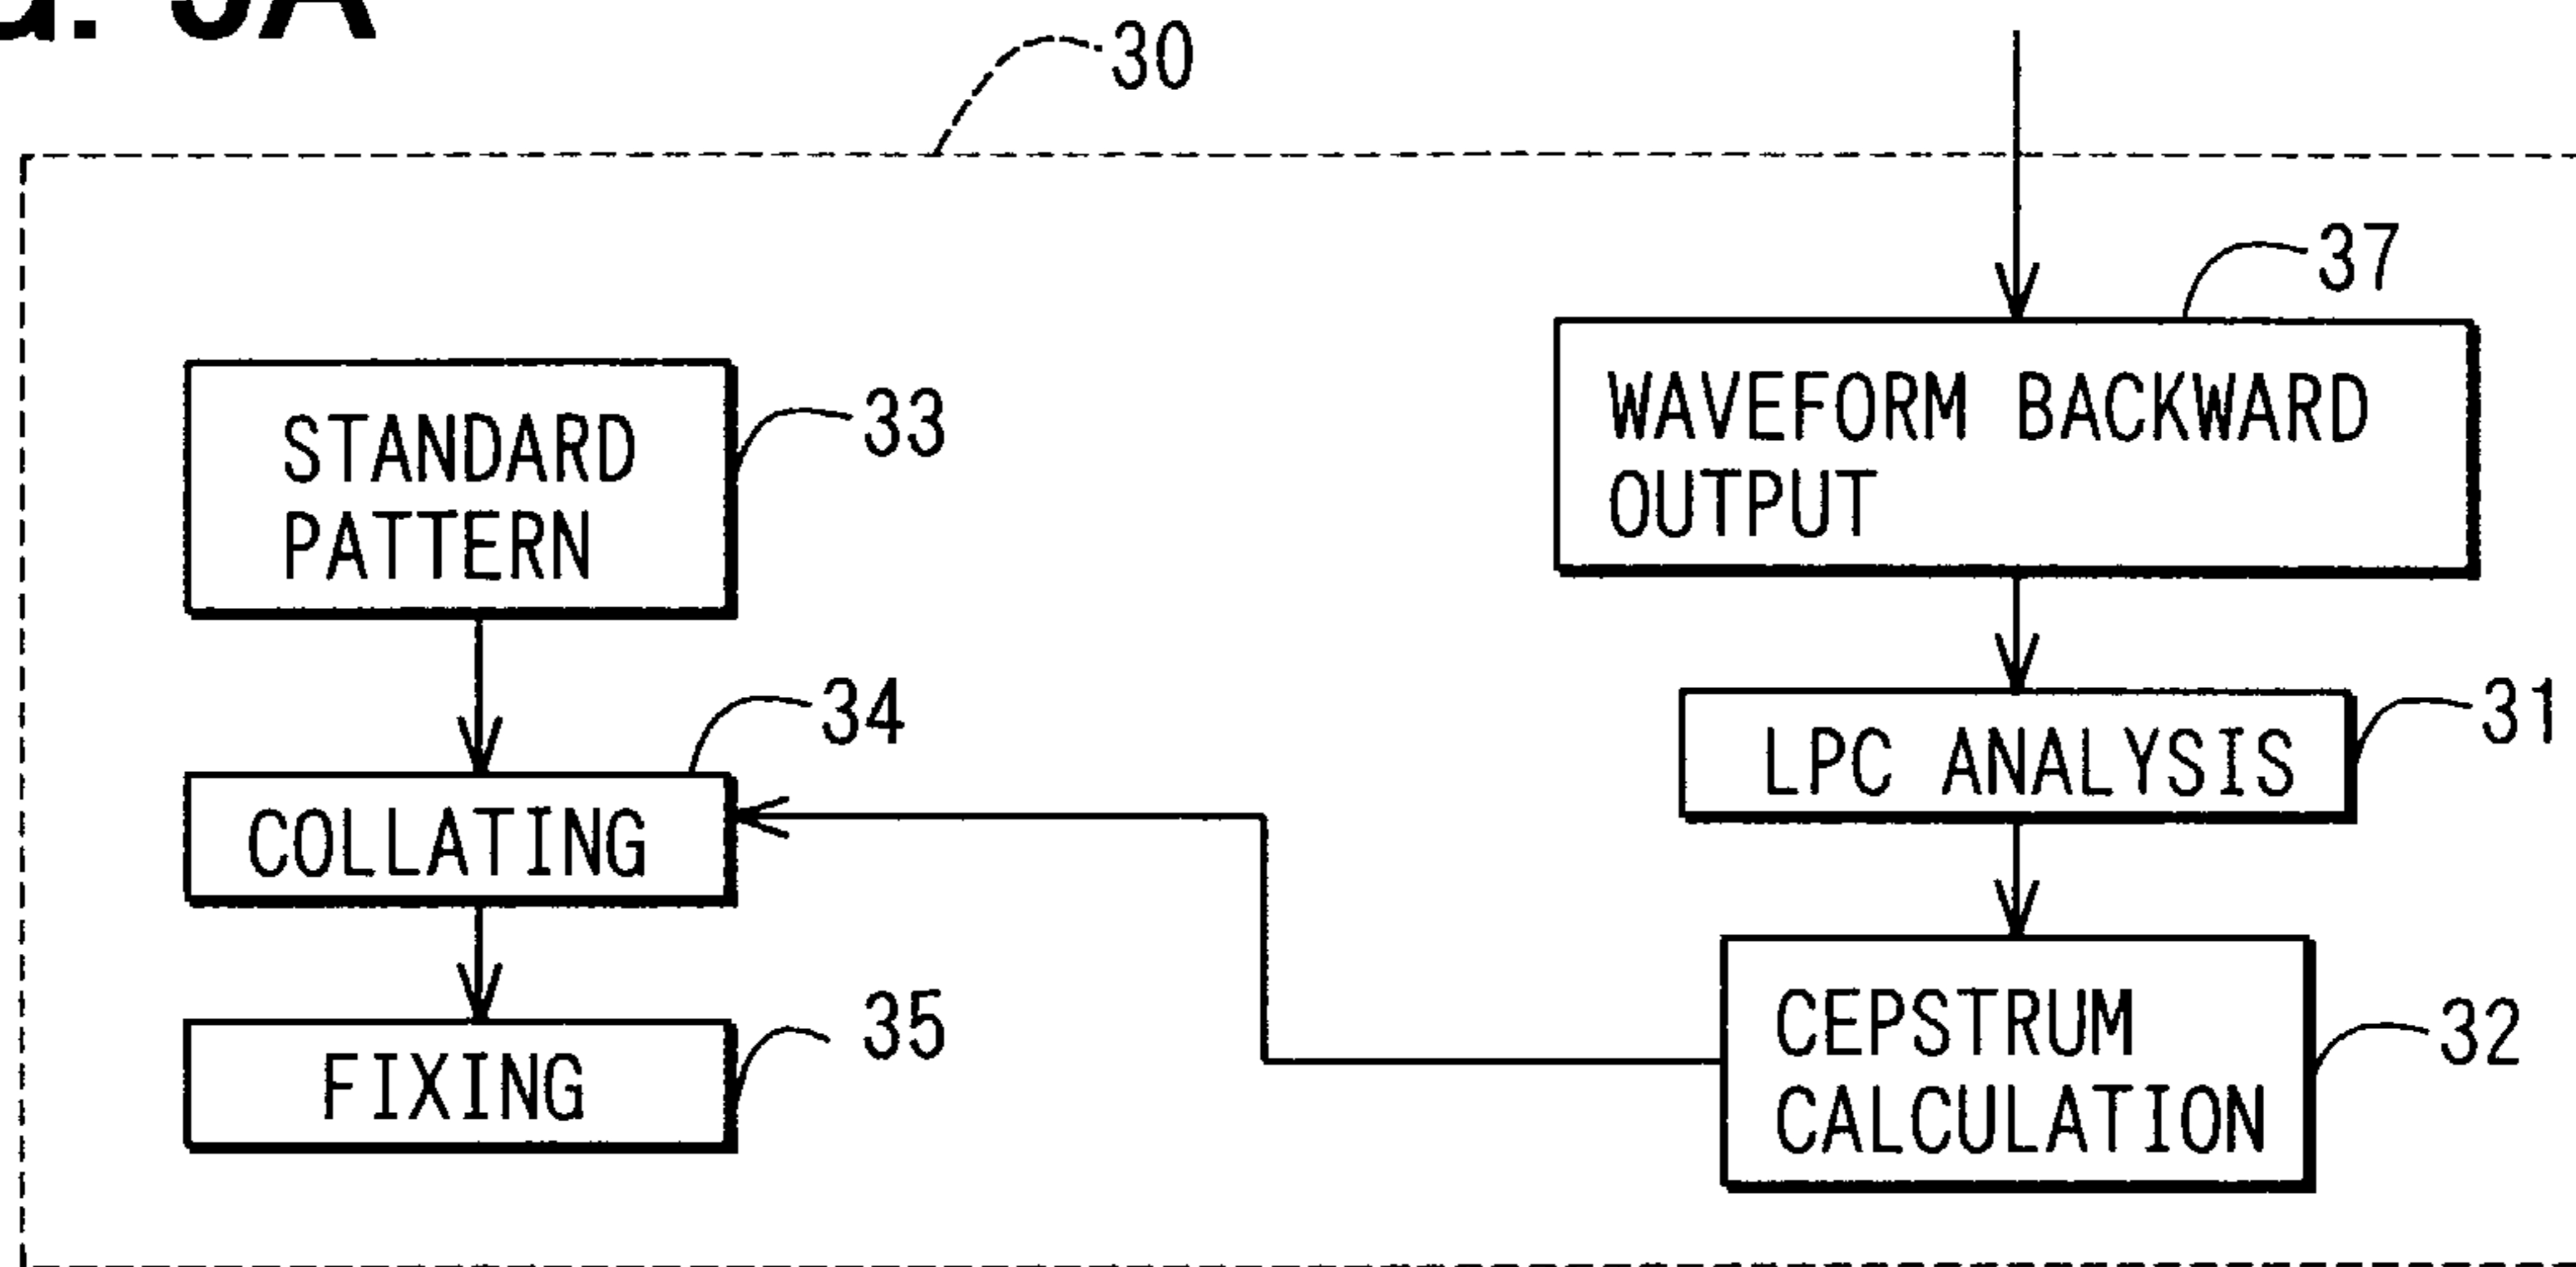 30
37
WAVEFORM BACKWARD
OUTPUT
STANDARD
PATTERN
33
34
COLLATING
31
LPC ANALYSIS
35
FIXING
CEPSTRUM
CALCULATION
32